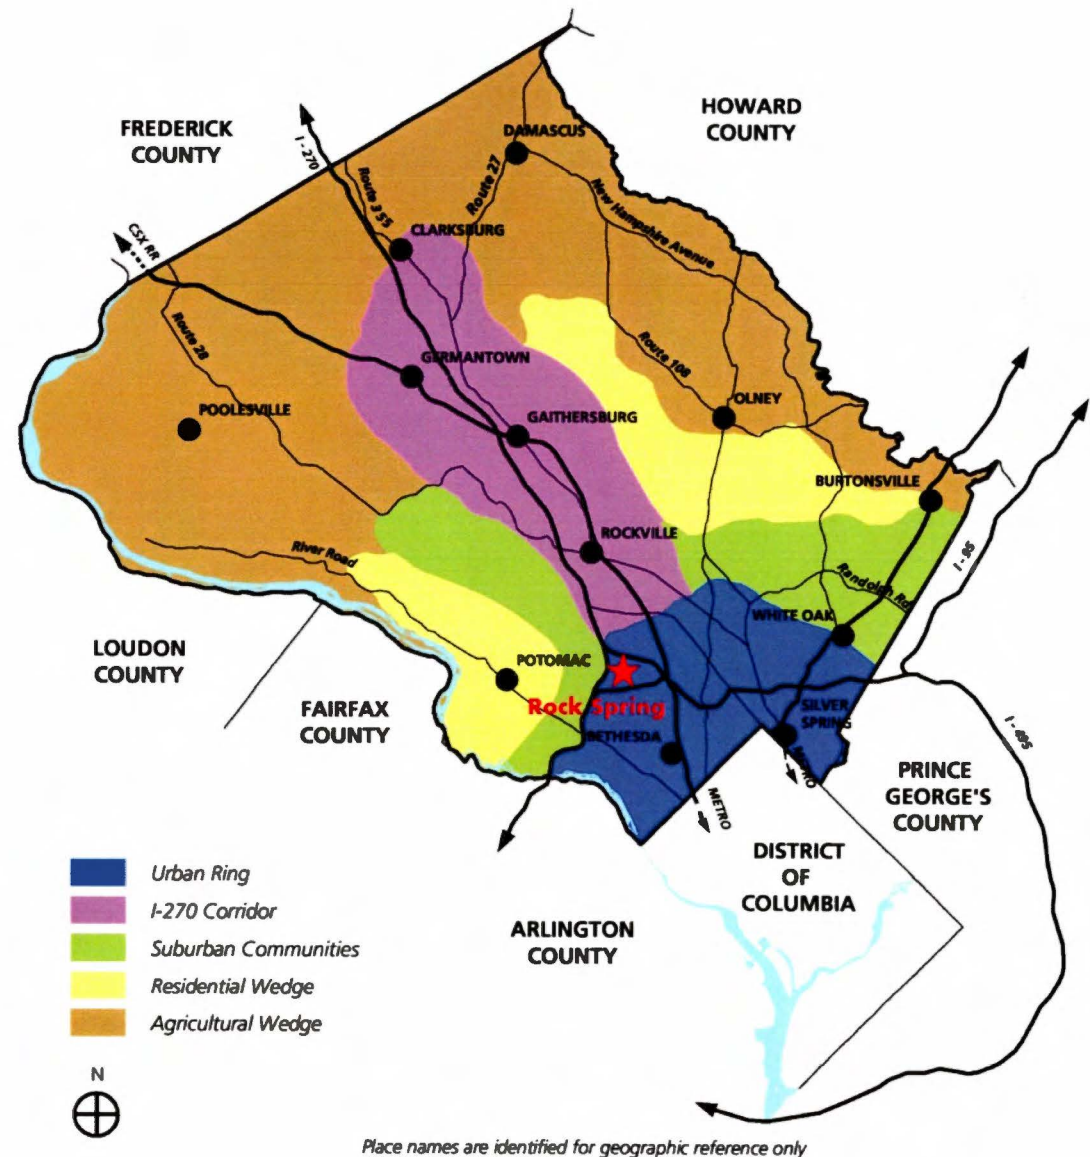 HOWARD
COUNTY
FREDERICK
COUNTY
DAMASCUS
I-270
Route 355
Route 27
New Hampshire Avenue
CLARKSBURG
CSX RR
Route 28
GERMANTOWN
Route 108
POOLESVILLE
GAITHERSBURG
OLNEY
BURTONSVILLE
ROCKVILLE
River Road
I-95
Randolph Rd.
WHITE OAK
LOUDON
COUNTY
POTOMAC
FAIRFAX
COUNTY
Rock Spring
SILVER
SPRING
BETHESDA
I-495
METRO
METRO
PRINCE
GEORGE'S
COUNTY
DISTRICT
OF
COLUMBIA
ARLINGTON
COUNTY
Urban Ring
I-270 Corridor
Suburban Communities
Residential Wedge
Agricultural Wedge
N
Place names are identified for geographic reference only